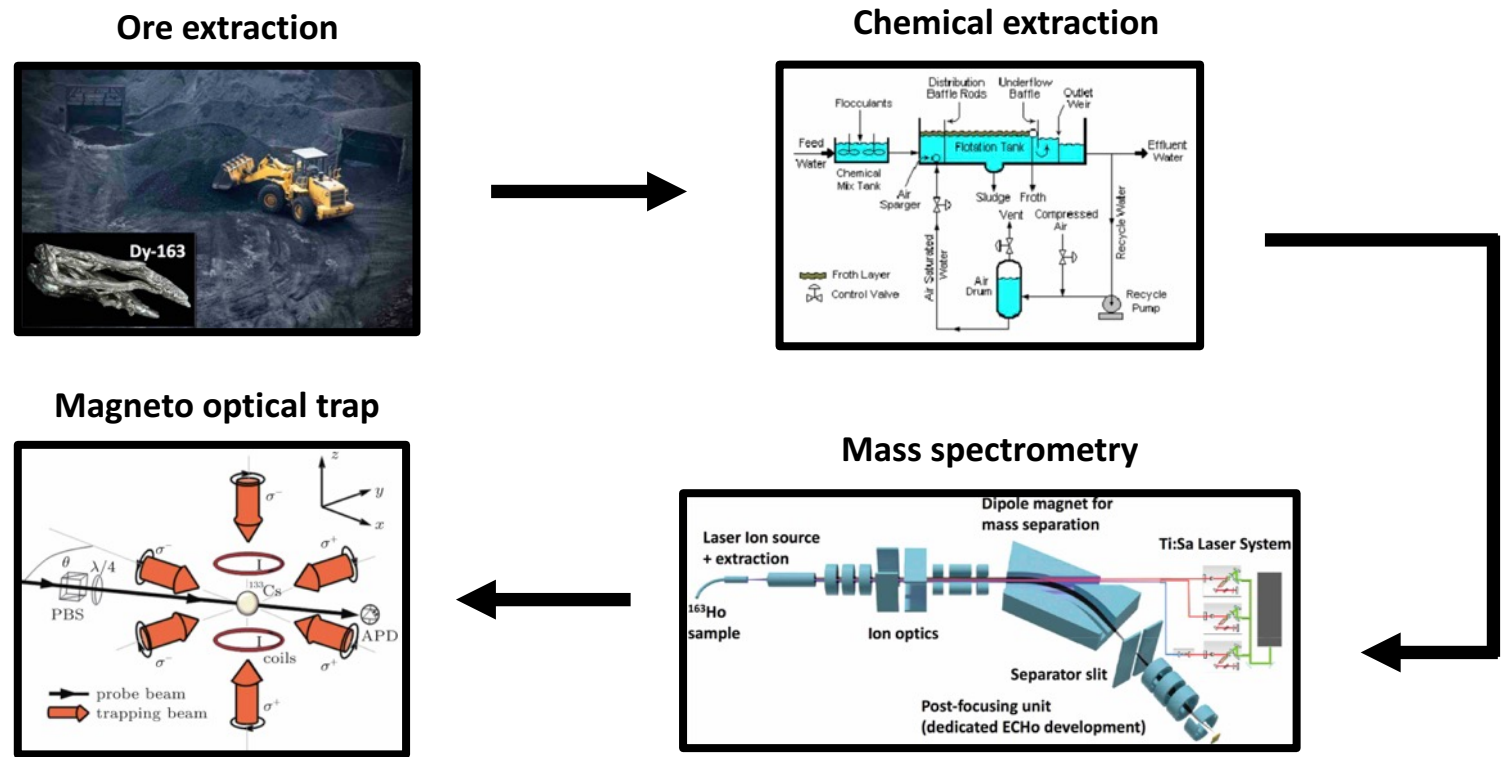 Ore extraction
Dy-163
Chemical extraction
Distribution
Baffle Rods
Underflow
Baffle
Outlet
Weir
Flocculants
Feed
Water
Flotation Tank
Effluent
Water
Chemical
Mix Tank
Air
Sparger
Sludge
Froth
Vent
Compressed
Air
Recycle Water
Air Saturated
Water
Froth Layer
Control Valve
Air
Drum
Recycle
Pump
Mass spectrometry
Dipole magnet for
mass separation
Laser Ion source
+ extraction
Ti:Sa Laser System
¹⁶³Ho
sample
Ion optics
Separator slit
Post-focusing unit
(dedicated ECHo development)
Magneto optical trap
z
y
x
σ⁻
σ⁻
σ⁺
θ
λ/4
I
¹³³Cs
PBS
APD
I
coils
σ⁻
σ⁺
σ⁺
probe beam
trapping beam